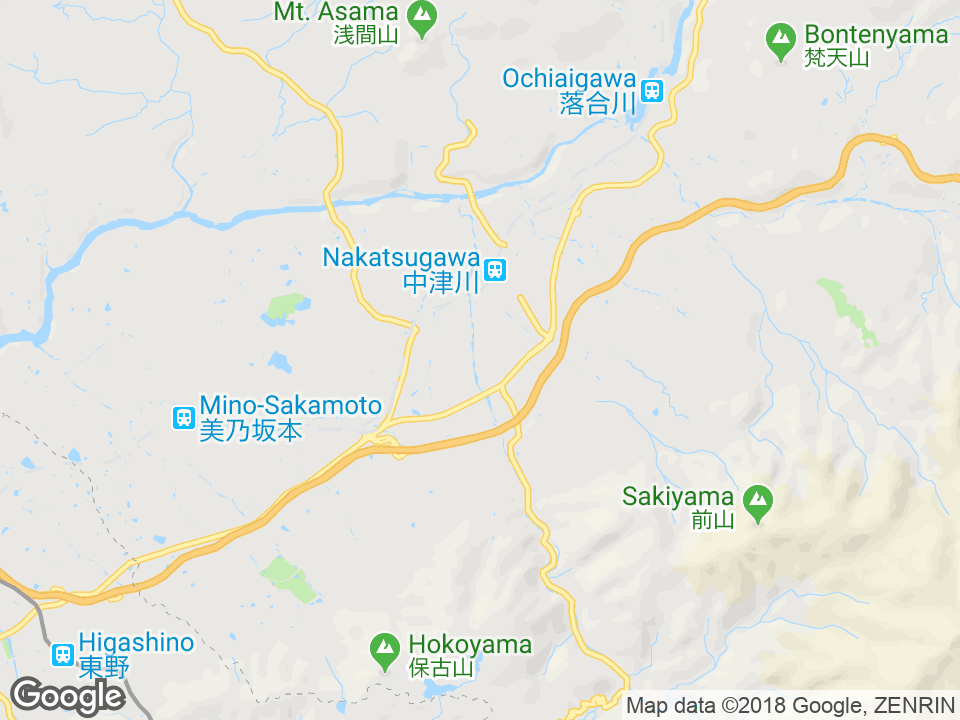 Mt. Asama
浅間山
Bontenyama
梵天山
Ochiaigawa
落合川
Nakatsugawa
中津川
Mino-Sakamoto
美乃坂本
Sakiyama
前山
Higashino
東野
Hokoyama
保古山
Google
Map data ©2018 Google, ZENRIN